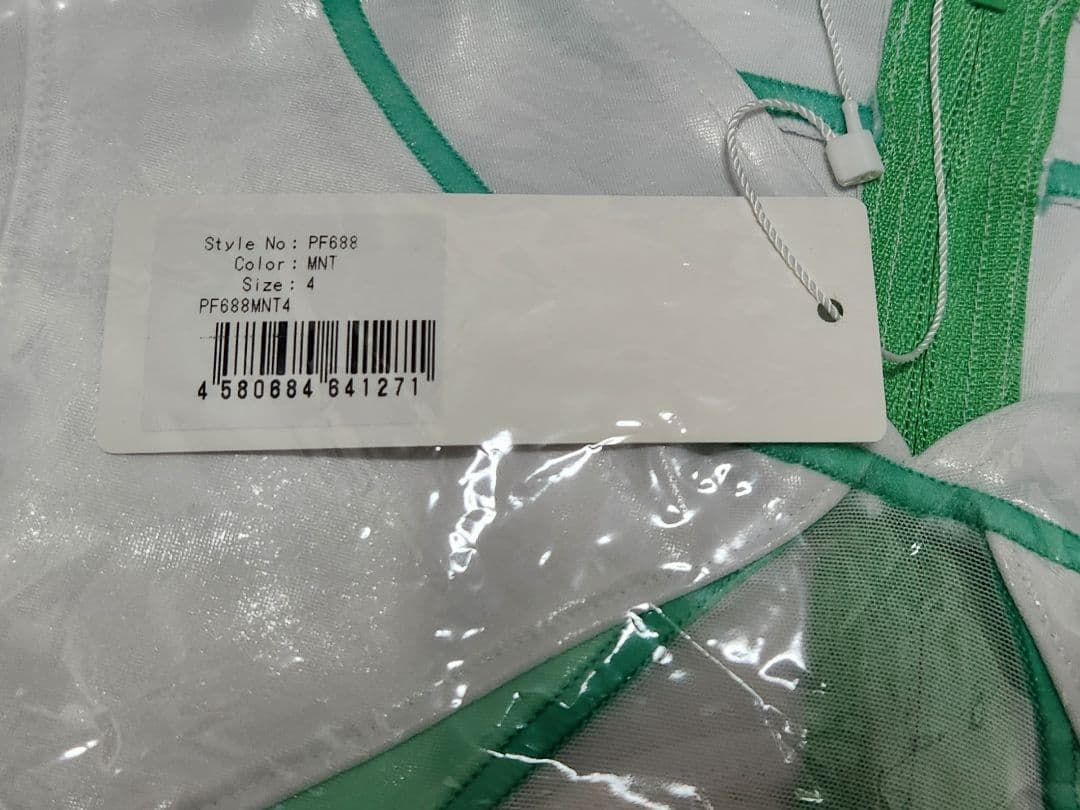 Style No: PF688
Color: MNT
Size: 4
PF688MNT4
4 580684 641271